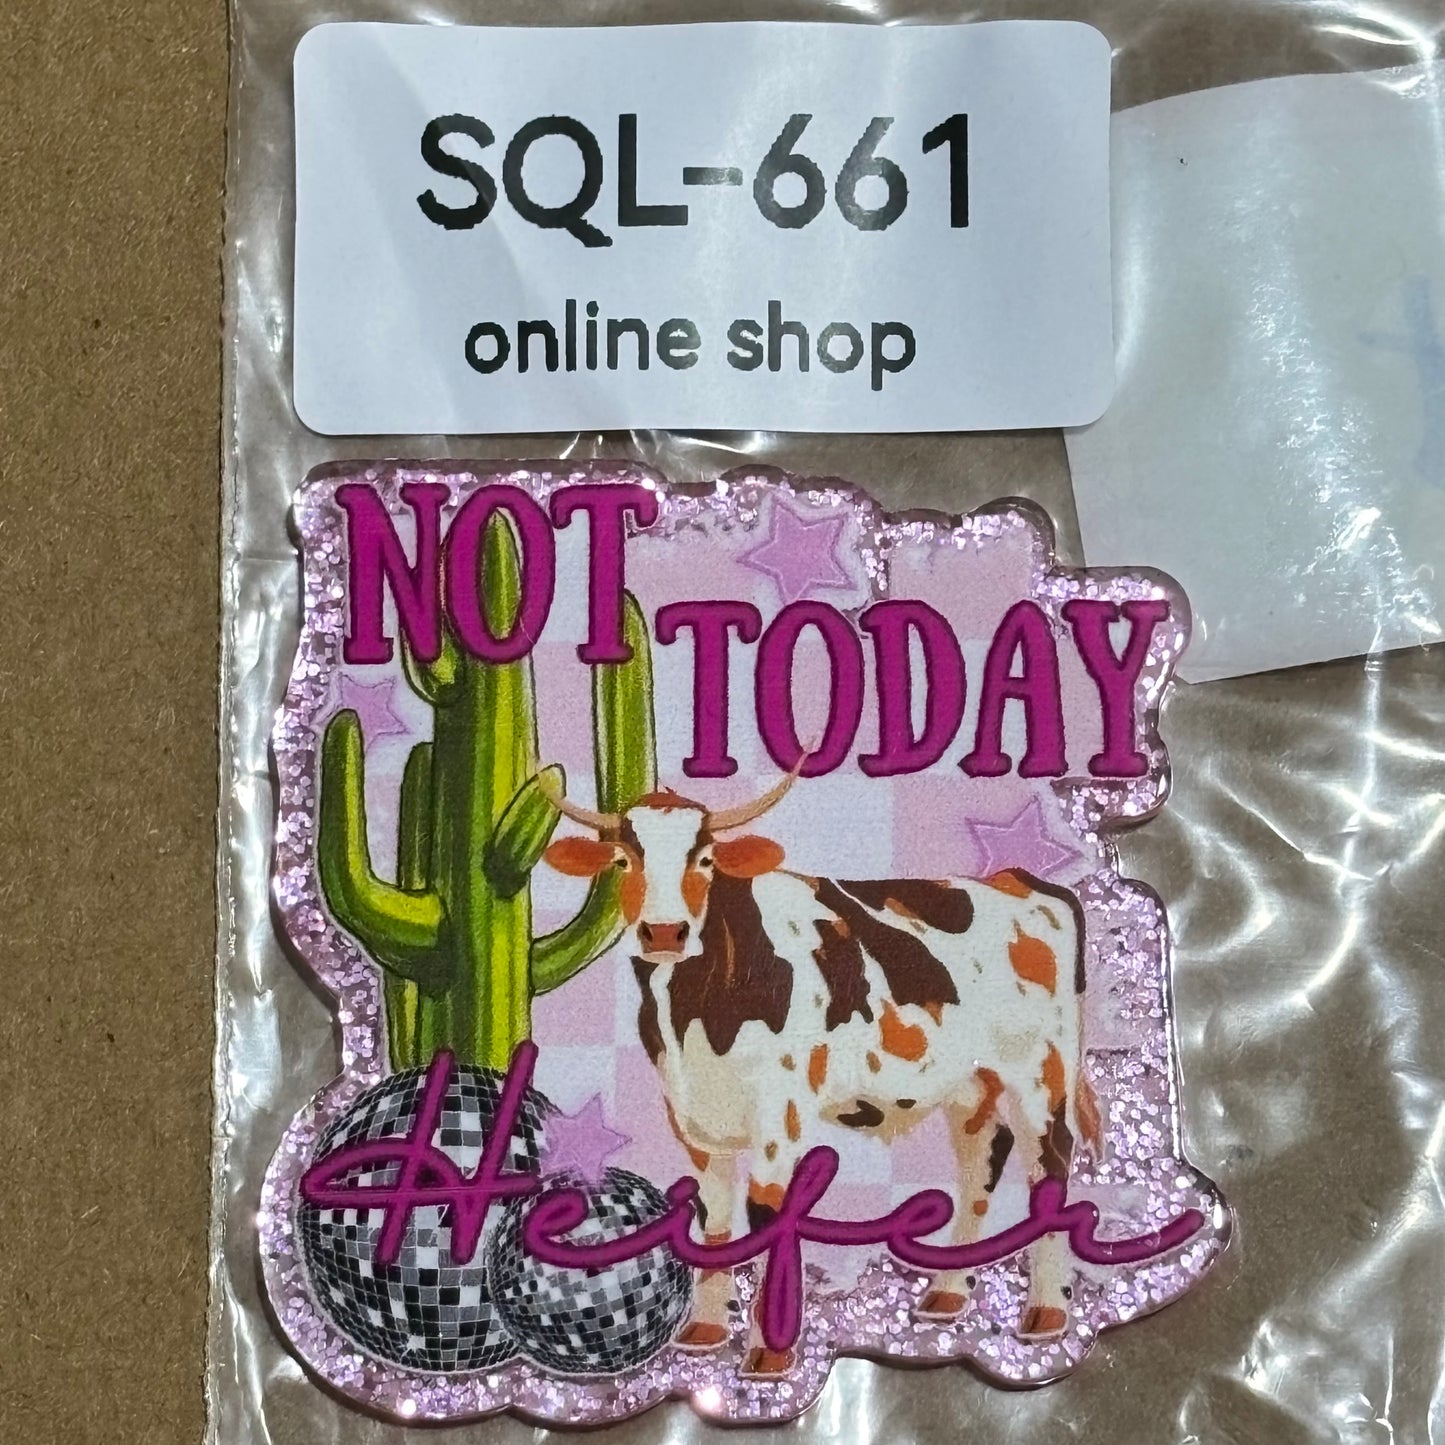 SQL-661
online shop
NOT
TODAY
Heifer